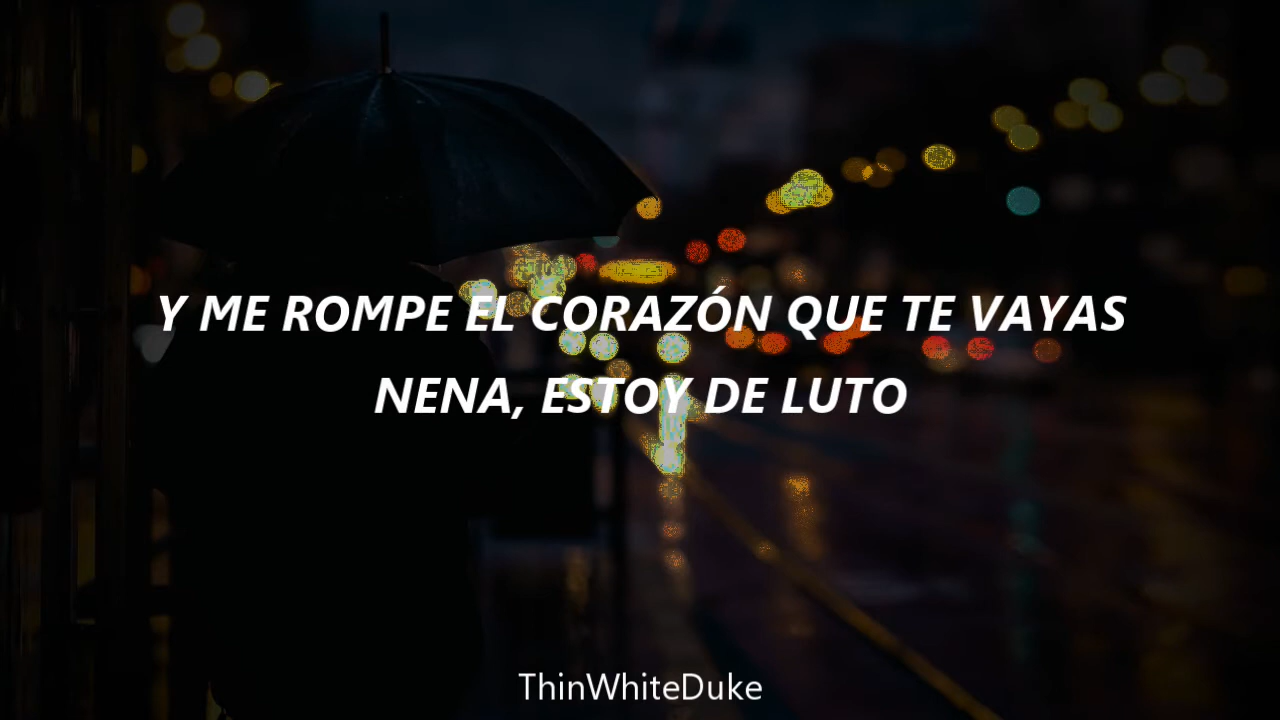 Y ME ROMPE EL CORAZÓN QUE TE VAYAS
NENA, ESTOY DE LUTO
ThinWhiteDuke